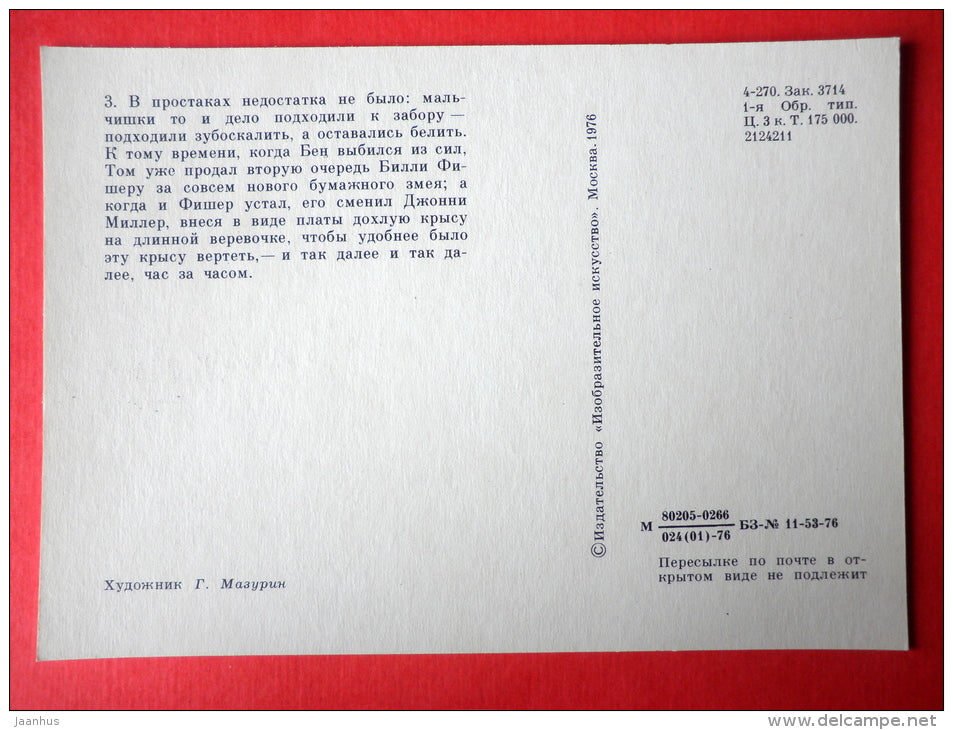 3. В простаках недостатка не было: маль-
чишки то и дело подходили к забору —
подходили зубоскалить, а оставались белить.
К тому времени, когда Бен выбился из сил,
Том уже продал вторую очередь Билли Фи-
шеру за совсем нового бумажного змея; а
когда и Фишер устал, его сменил Джонни
Миллер, внеся в виде платы дохлую крысу
на длинной веревочке, чтобы удобнее было
эту крысу вертеть,— и так далее и так да-
лее, час за часом.
Художник Г. Мазурин
© Издательство «Изобразительное искусство». Москва. 1976
4-270. Зак. 3714
1-я Обр. тип.
Ц. 3 к. Т. 175 000.
2124211
М 80205-0266 БЗ-№ 11-53-76
024(01)-76
Пересылке по почте в от-
крытом виде не подлежит
Jaanhus
www.delcampe.net